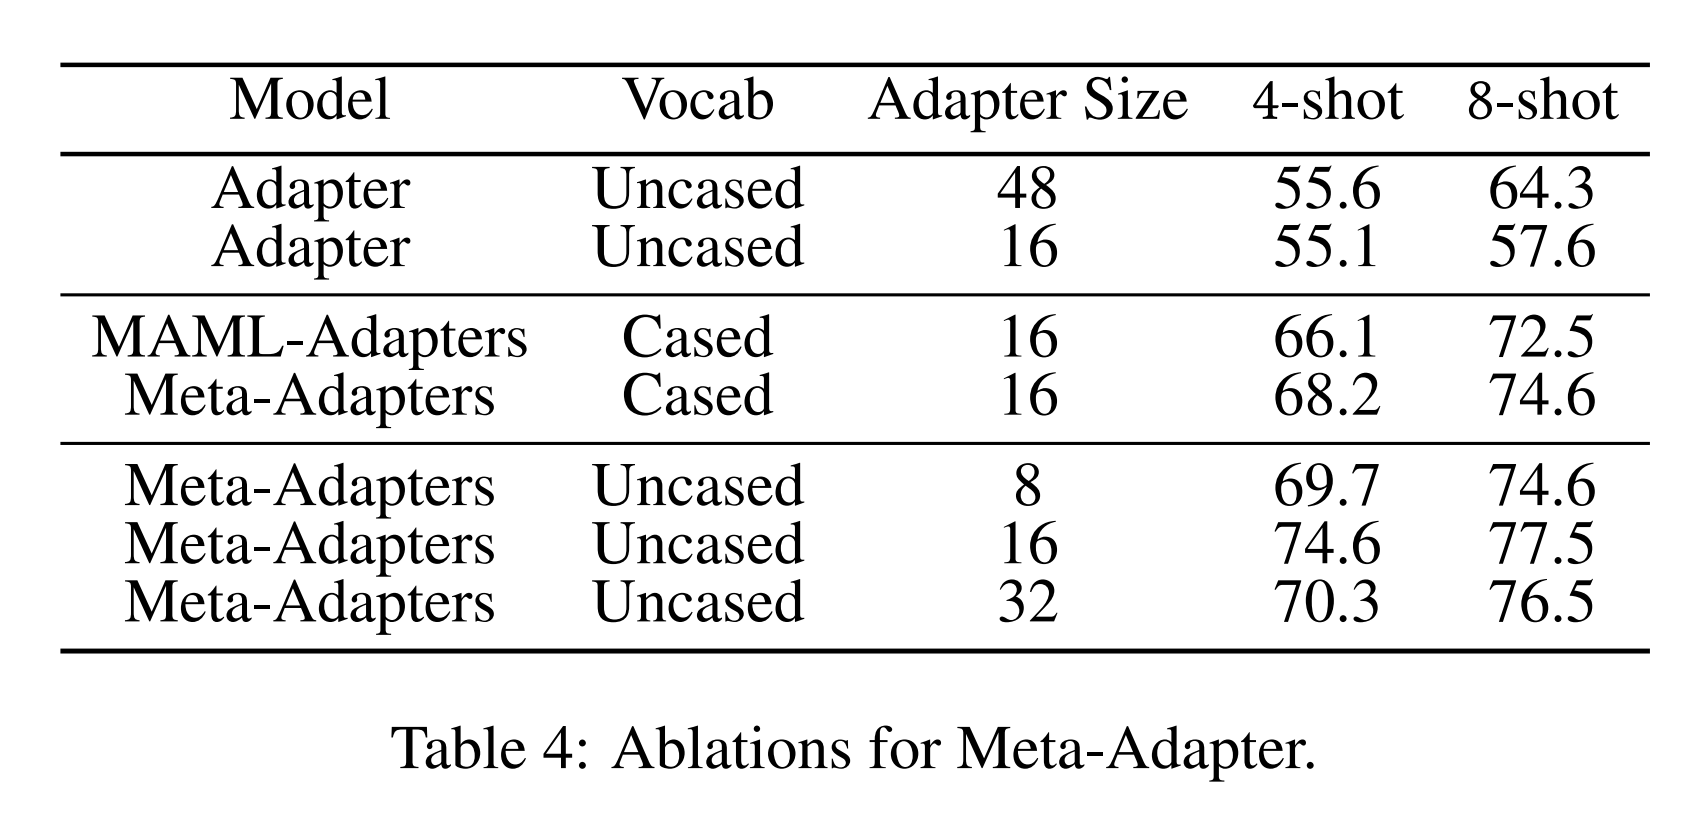 Model Vocab Adapter Size 4-shot 8-shot
Adapter Uncased 48 55.6 64.3
Adapter Uncased 16 55.1 57.6
MAML-Adapters Cased 16 66.1 72.5
Meta-Adapters Cased 16 68.2 74.6
Meta-Adapters Uncased 8 69.7 74.6
Meta-Adapters Uncased 16 74.6 77.5
Meta-Adapters Uncased 32 70.3 76.5
Table 4: Ablations for Meta-Adapter.